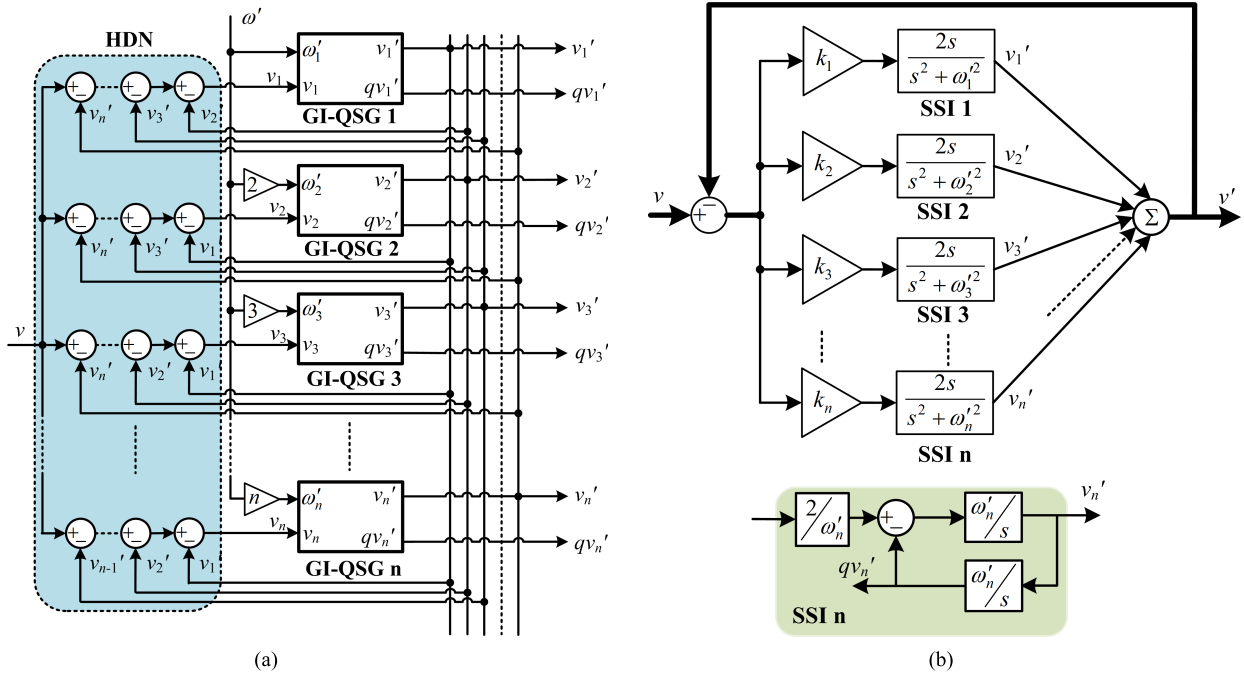 HDN
ω'
ω₁'
v₁
v₁
v₁'
qv₁'
v₁'
qv₁'
GI-QSG 1
vₙ'
v₃'
v₂
2
ω₂'
v₂
v₂
v₂'
qv₂'
v₂'
qv₂'
GI-QSG 2
vₙ'
v₃'
v₁'
3
ω₃'
v₃
v₃
v₃'
qv₃'
v₃'
qv₃'
GI-QSG 3
v
vₙ'
v₂'
v₁
n
ωₙ'
vₙ
vₙ
vₙ'
qvₙ'
vₙ'
qvₙ'
GI-QSG n
vₙ₋₁'
v₂'
v₁
(a)
v
k₁
2s
s² + ω₁'²
v₁'
SSI 1
k₂
2s
s² + ω₂'²
v₂'
SSI 2
k₃
2s
s² + ω₃'²
v₃'
SSI 3
kₙ
2s
s² + ωₙ'²
vₙ'
SSI n
Σ
v'
2/ωₙ'
ωₙ'/s
vₙ'
qvₙ'
ωₙ'/s
SSI n
(b)